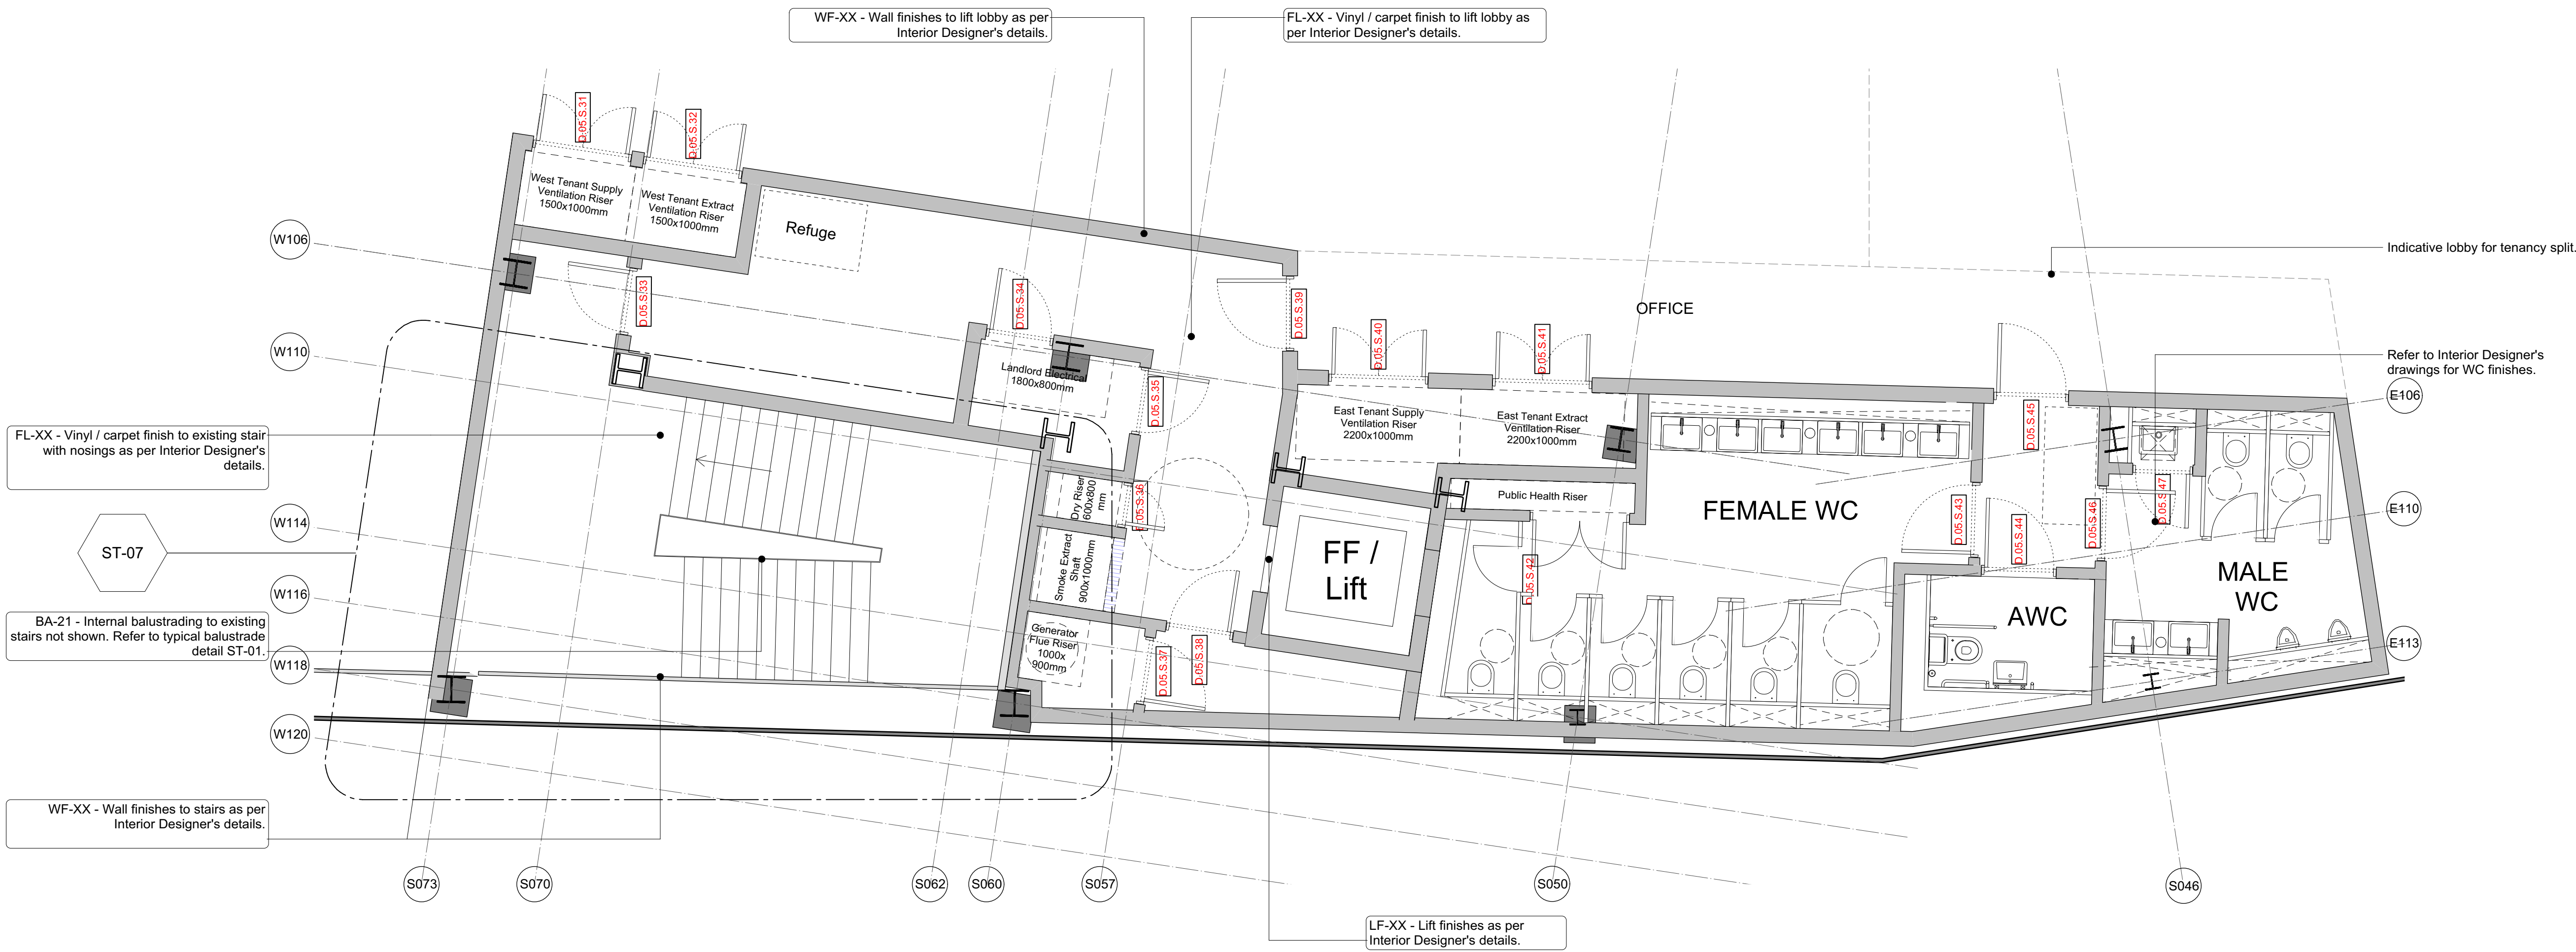 WF-XX - Wall finishes to lift lobby as per
Interior Designer's details.
FL-XX - Vinyl / carpet finish to lift lobby as
per Interior Designer's details.
D.05.S.31
D.05.S.32
West Tenant Supply
Ventilation Riser
1500x1000mm
West Tenant Extract
Ventilation Riser
1500x1000mm
Refuge
W106
Indicative lobby for tenancy split.
D.05.S.33
D.05.S.34
D.05.S.39
OFFICE
D.05.S.40
D.05.S.41
W110
Landlord Electrical
1800x800mm
D.05.S.35
Refer to Interior Designer's
drawings for WC finishes.
E106
East Tenant Supply
Ventilation Riser
2200x1000mm
East Tenant Extract
Ventilation Riser
2200x1000mm
D.05.S.45
FL-XX - Vinyl / carpet finish to existing stair
with nosings as per Interior Designer's
details.
Dry Riser
600x800
mm
D.05.S.36
Public Health Riser
FEMALE WC
D.05.S.43
D.05.S.44
D.05.S.46
D.05.S.47
E110
W114
ST-07
Smoke Extract
Shaft
900x1000mm
FF /
Lift
D.05.S.42
MALE
WC
W116
AWC
BA-21 - Internal balustrading to existing
stairs not shown. Refer to typical balustrade
detail ST-01.
Generator
Flue Riser
1000x
900mm
D.05.S.37
D.05.S.38
E113
W118
W120
WF-XX - Wall finishes to stairs as per
Interior Designer's details.
S073
S070
S062
S060
S057
S050
S046
LF-XX - Lift finishes as per
Interior Designer's details.